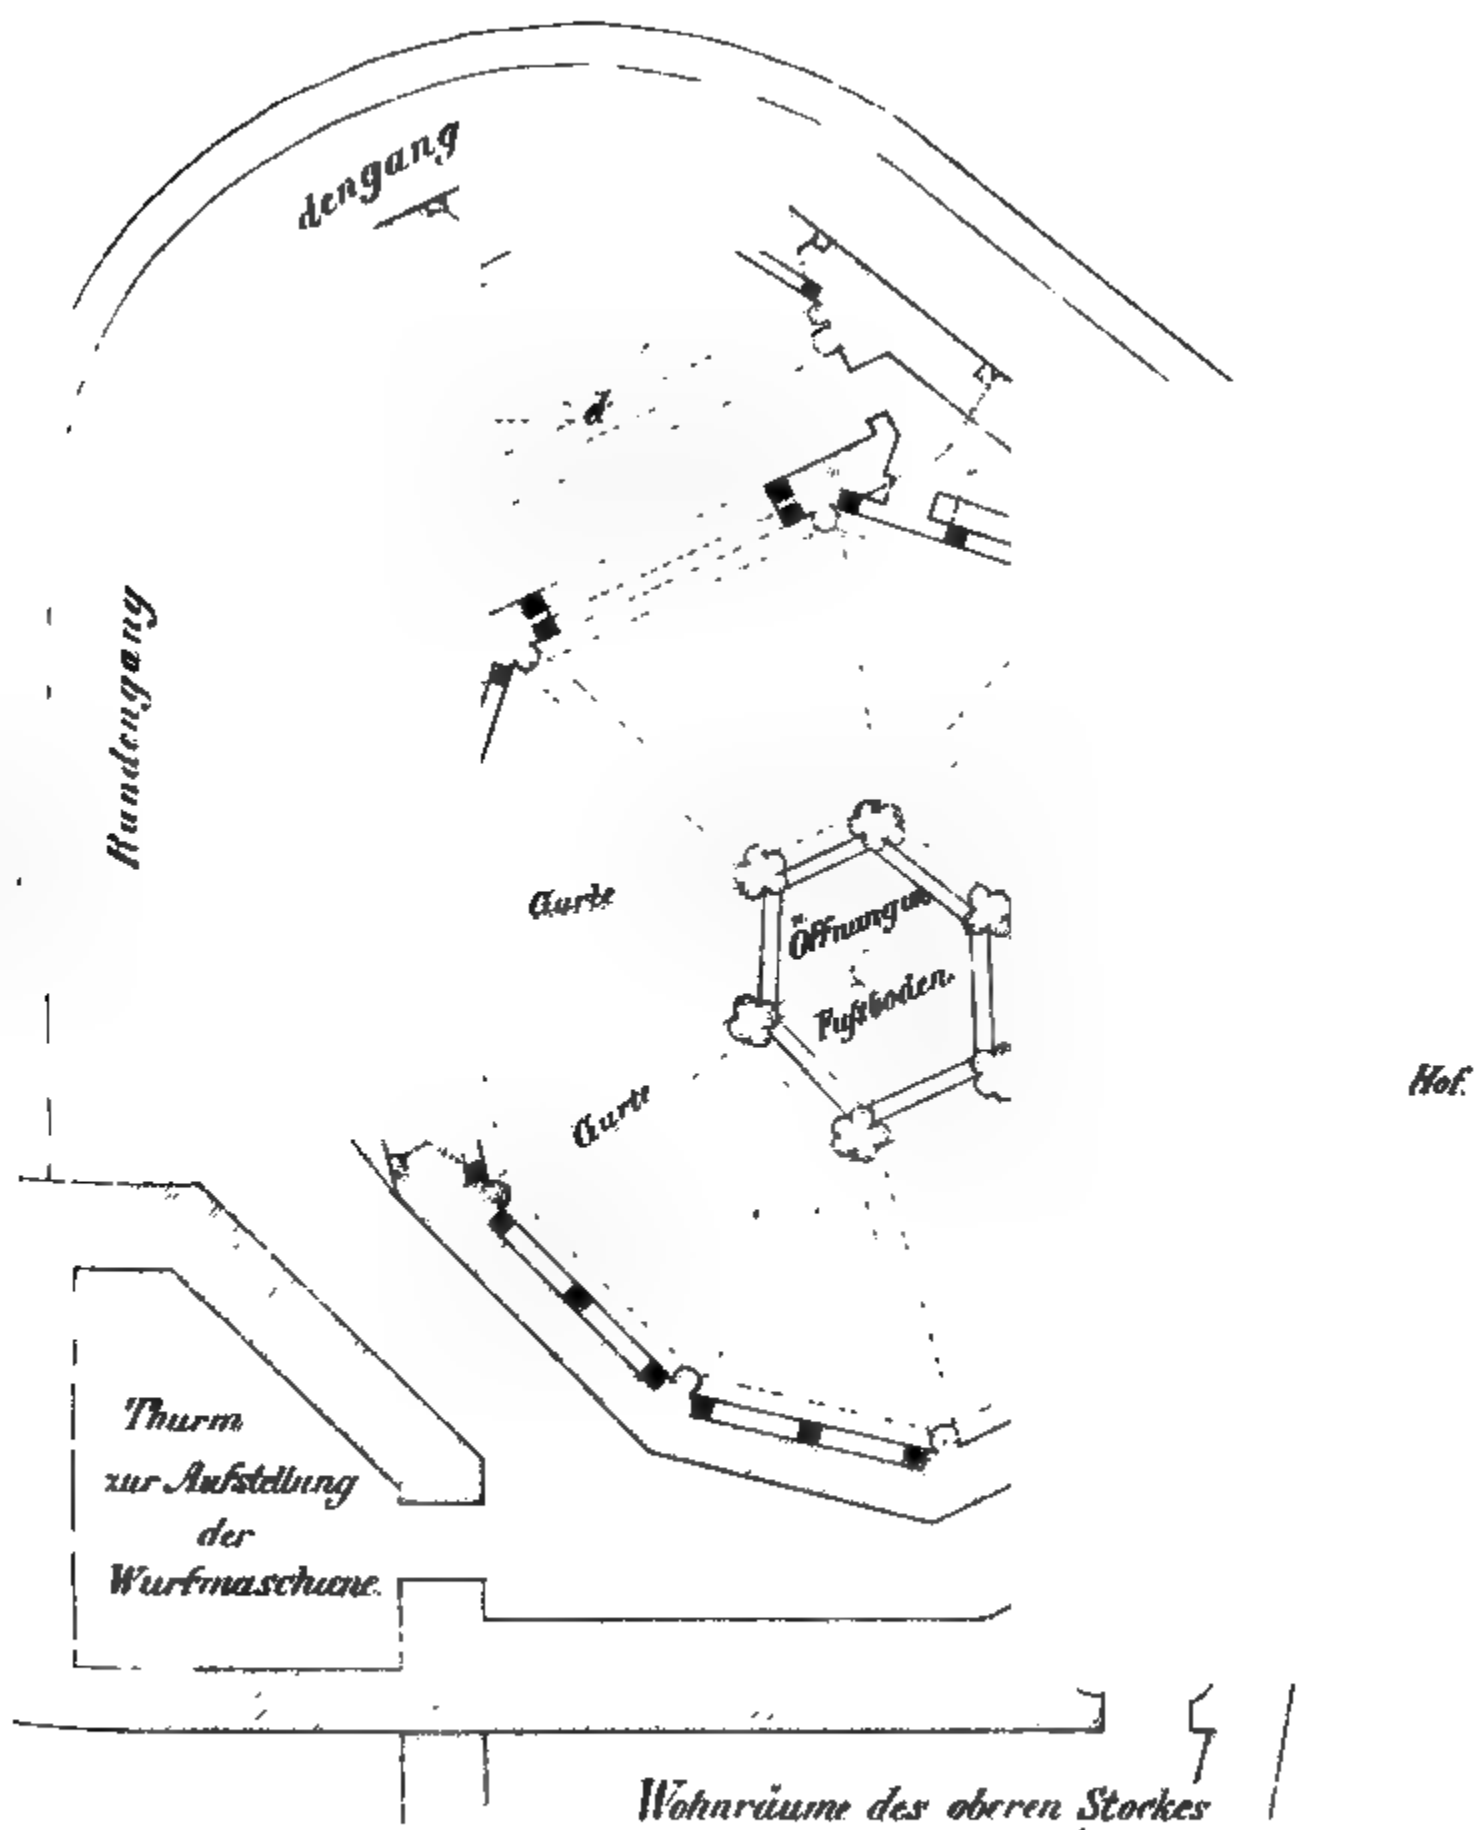 dengang
d
Rundengang
Gurte
Öffnung im
Fußboden.
Gurte
Hof.
Thurm
zur Aufstellung
der
Wurfmaschine.
Wohnräume des oberen Stockes